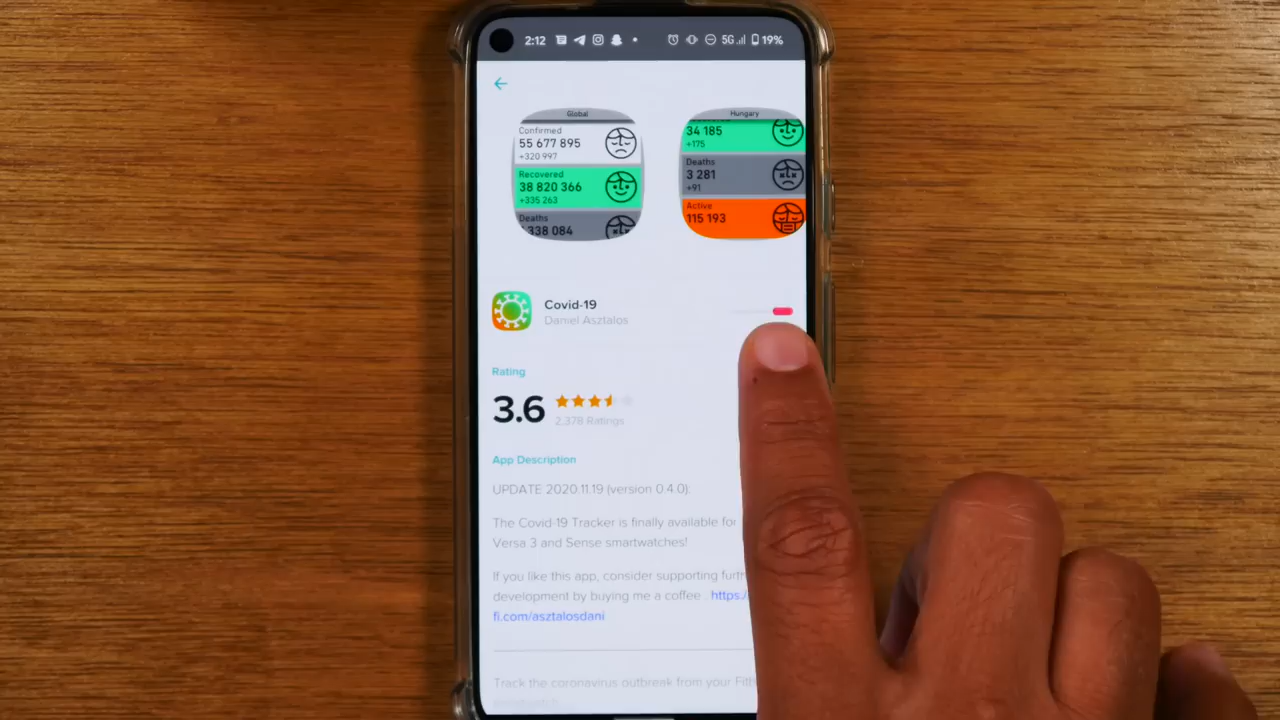 2:12 5G 19%
Global
Confirmed
55 677 895
+320 997
Recovered
38 820 366
+335 263
Deaths
338 084
Hungary
34 185
+175
Deaths
3 281
+91
Active
115 193
Covid-19
Daniel Asztalos
Rating
3.6
2,378 Ratings
App Description
UPDATE 2020.11.19 (version 0.4.0):
The Covid-19 Tracker is finally available for
Versa 3 and Sense smartwatches!
If you like this app, consider supporting
development by buying me a coffee . https:/
fi.com/asztalosdani
Track the coronavirus outbreak from your